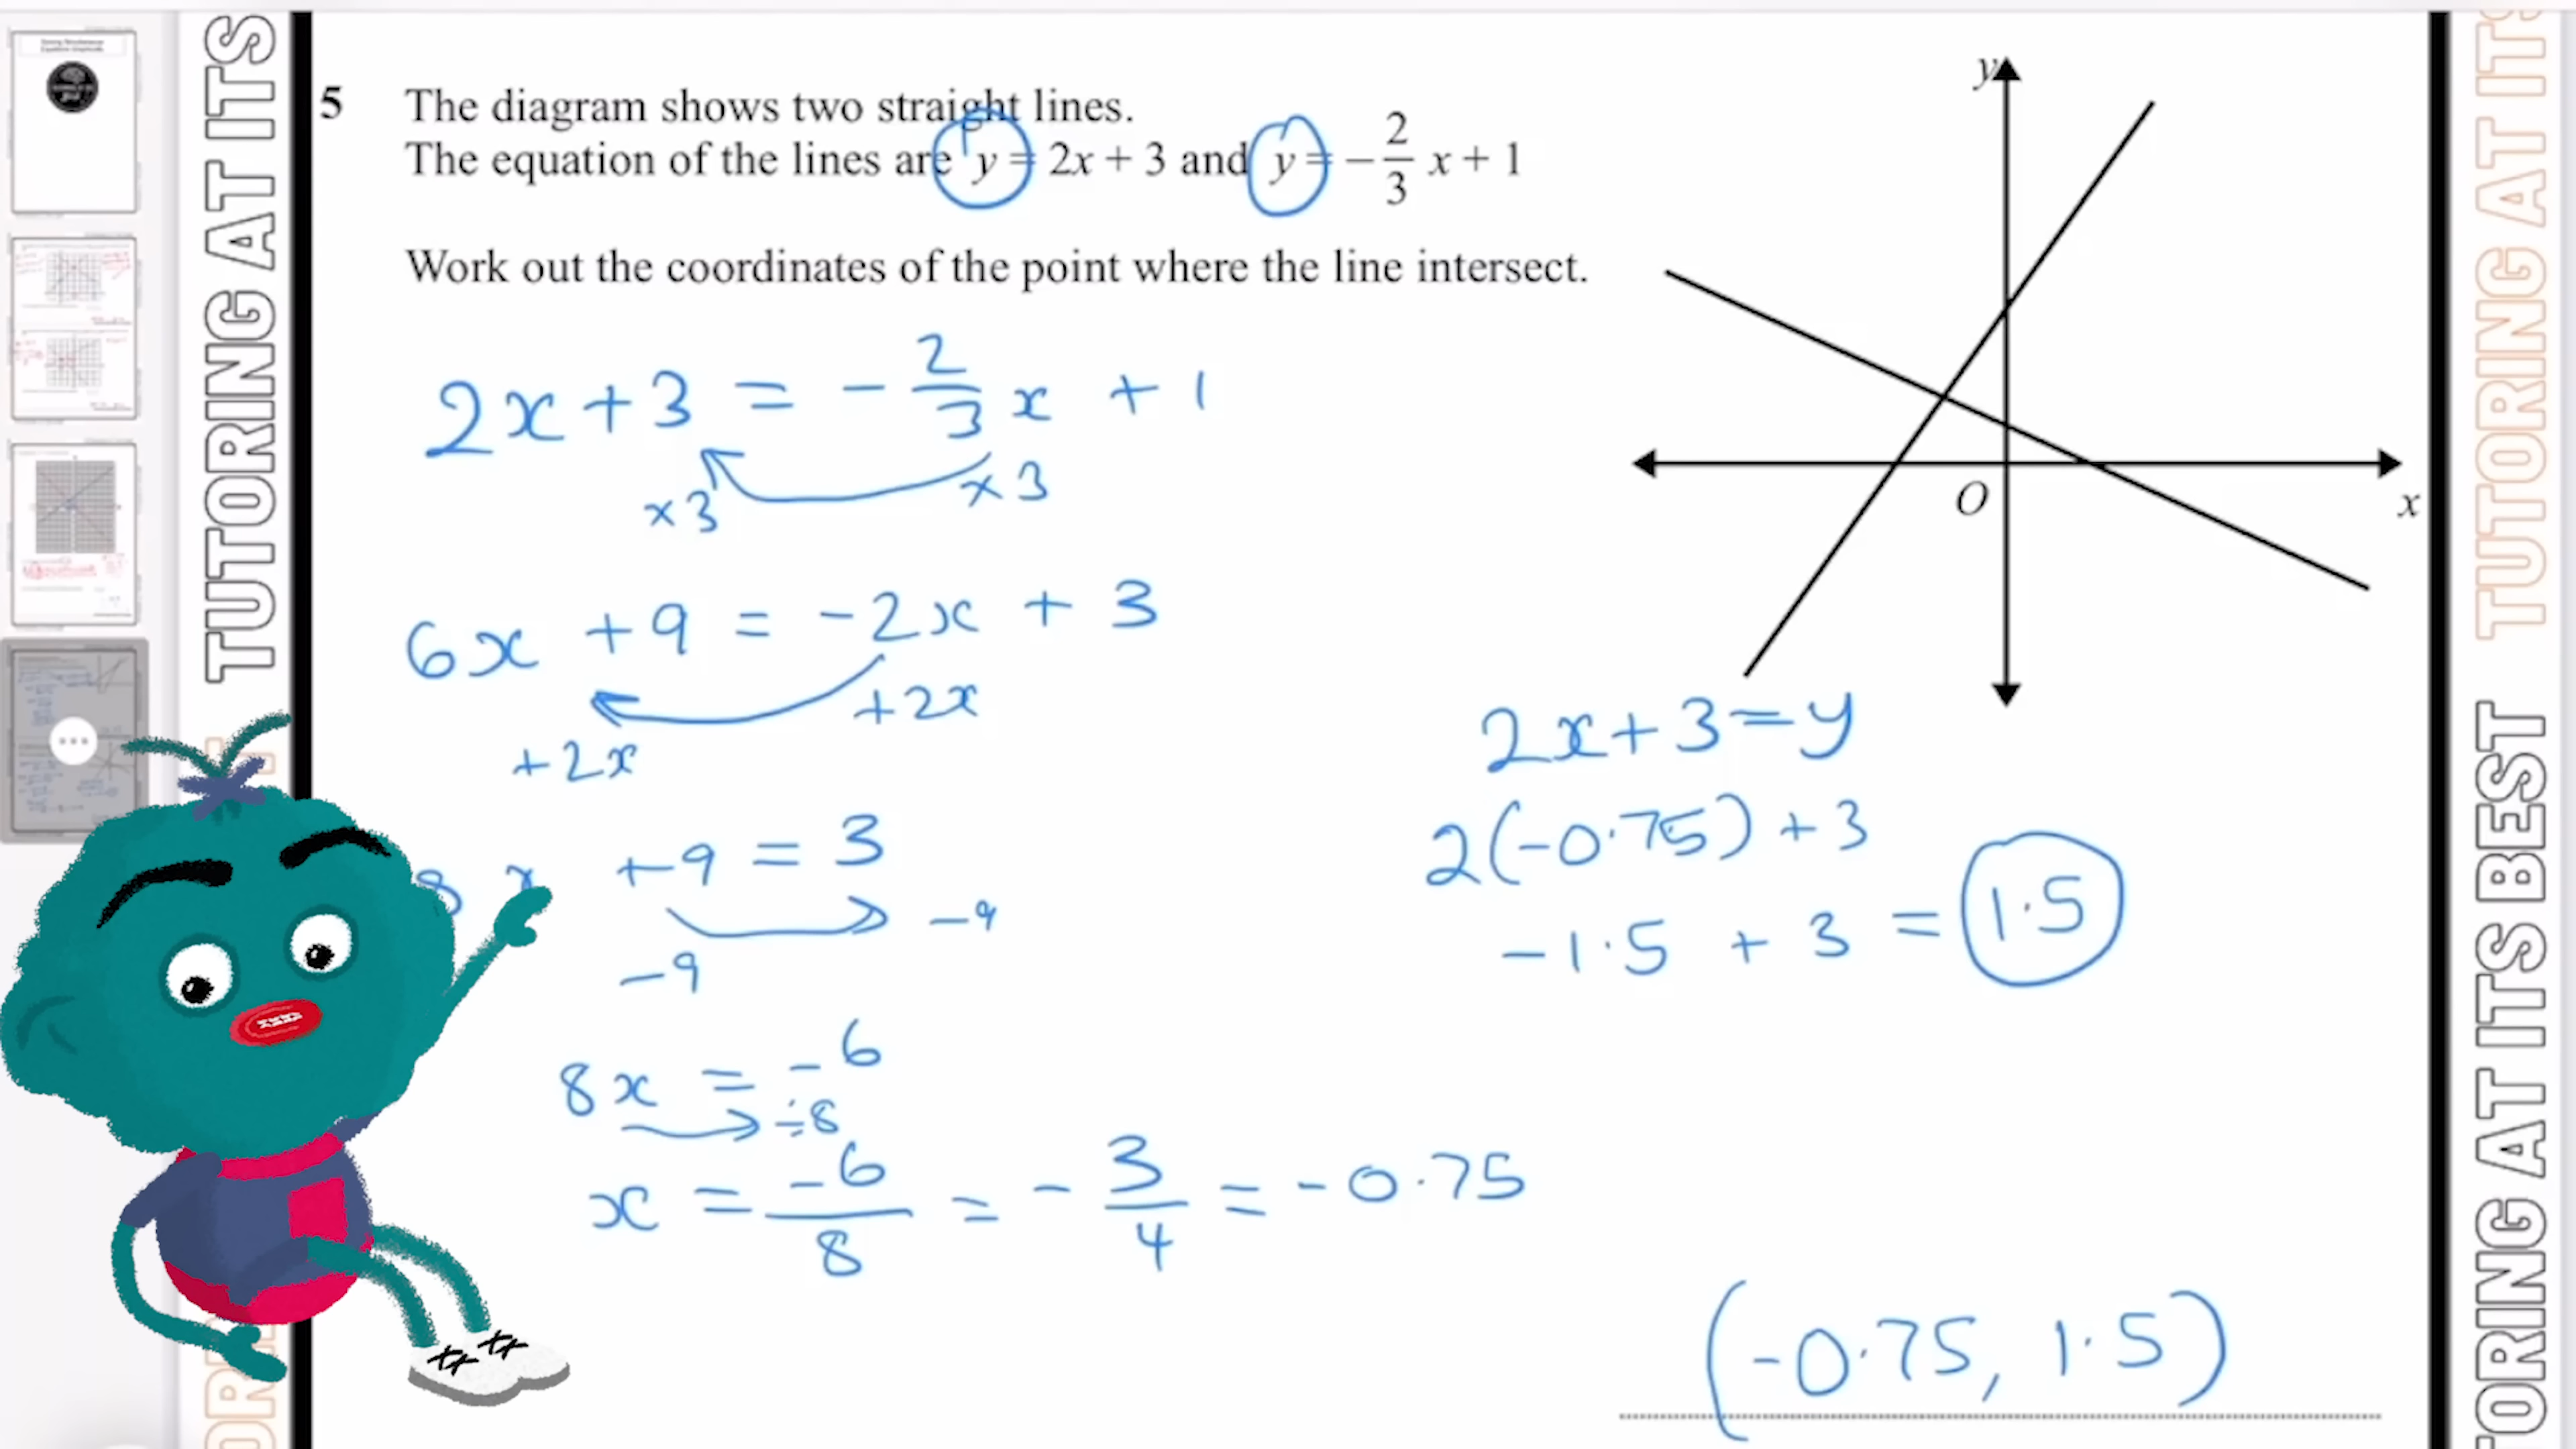 TUTORING AT ITS
5 The diagram shows two straight lines.
The equation of the lines are y = 2x + 3 and y = -2/3 x + 1
Work out the coordinates of the point where the line intersect.
y
x
O
2x + 3 = - 2/3 x + 1
×3 ×3
6x + 9 = -2x + 3
+2x
+2x
8x + 9 = 3
-9
-9
8x = -6
÷8
x = -6/8 = - 3/4 = -0.75
2x + 3 = y
2(-0.75) + 3
-1.5 + 3 = 1.5
(-0.75, 1.5)
TUTORING AT ITS
TUTORING AT ITS BEST